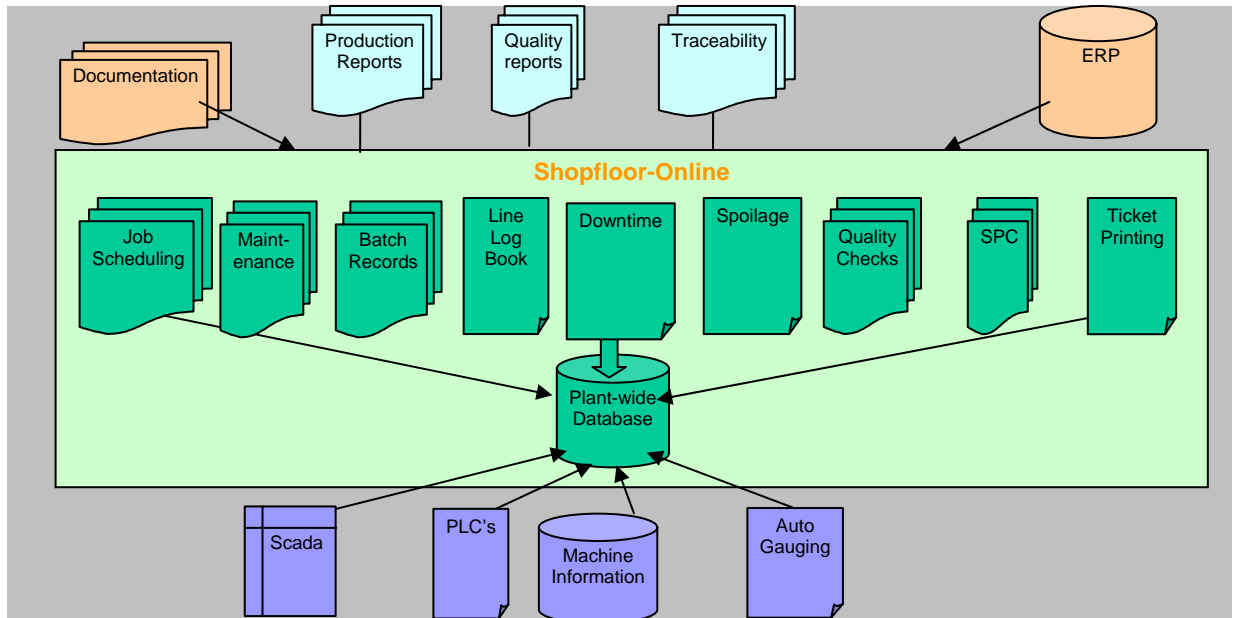 Documentation
Production
Reports
Quality
reports
Traceability
ERP
Shopfloor-Online
Job
Scheduling
Maint-
enance
Batch
Records
Line
Log
Book
Downtime
Spoilage
Quality
Checks
SPC
Ticket
Printing
Plant-wide
Database
Scada
PLC's
Machine
Information
Auto
Gauging